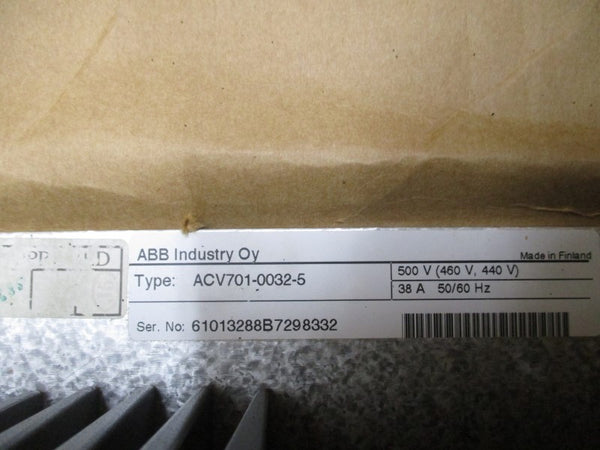 ABB Industry Oy
Made in Finland
Type: ACV701-0032-5
500 V (460 V, 440 V)
38 A 50/60 Hz
Ser. No: 61013288B7298332